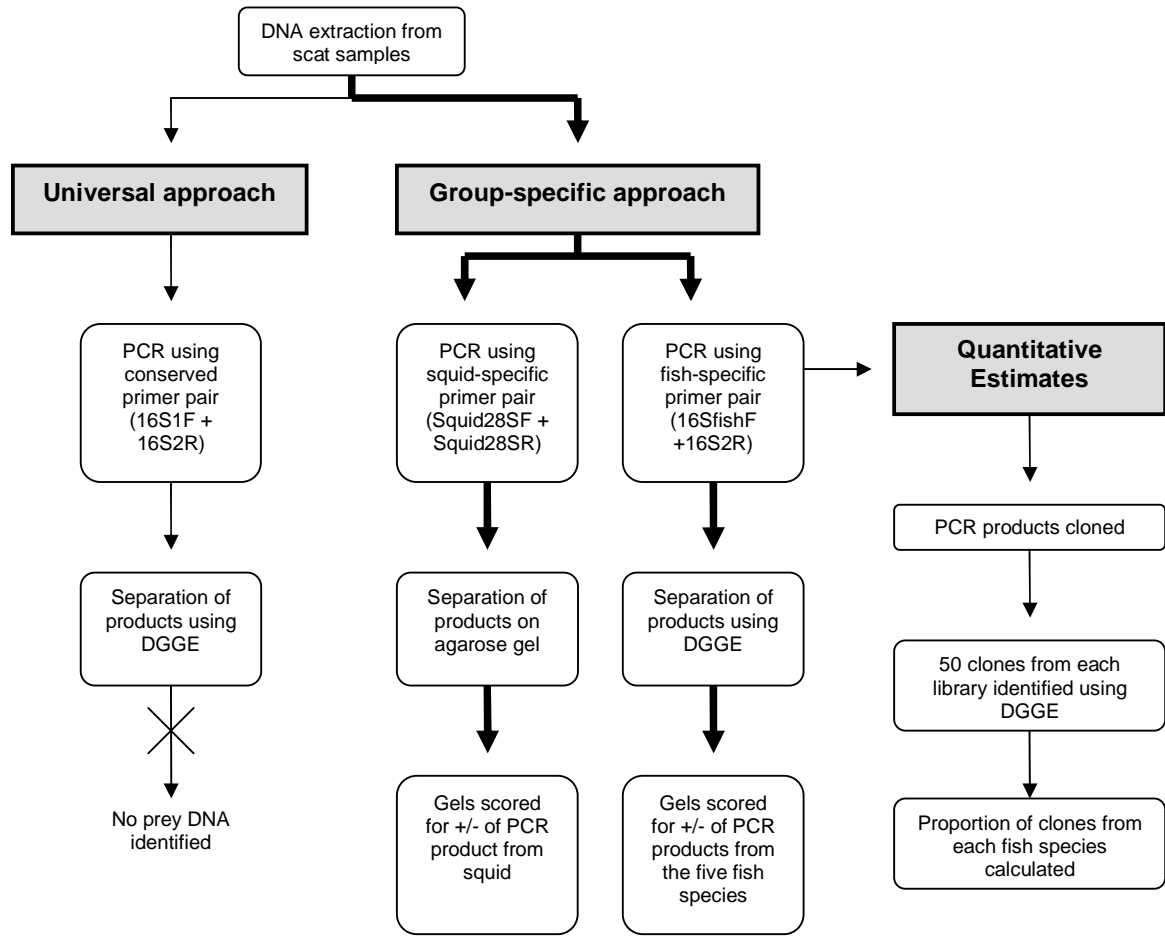 DNA extraction from
scat samples
Universal approach
Group-specific approach
PCR using
conserved
primer pair
(16S1F +
16S2R)
PCR using
squid-specific
primer pair
(Squid28SF +
Squid28SR)
PCR using
fish-specific
primer pair
(16SfishF
+16S2R)
Quantitative
Estimates
PCR products cloned
Separation of
products using
DGGE
Separation of
products on
agarose gel
Separation of
products using
DGGE
50 clones from each
library identified using
DGGE
No prey DNA
identified
Gels scored
for +/- of PCR
product from
squid
Gels scored
for +/- of PCR
products from
the five fish
species
Proportion of clones from
each fish species
calculated